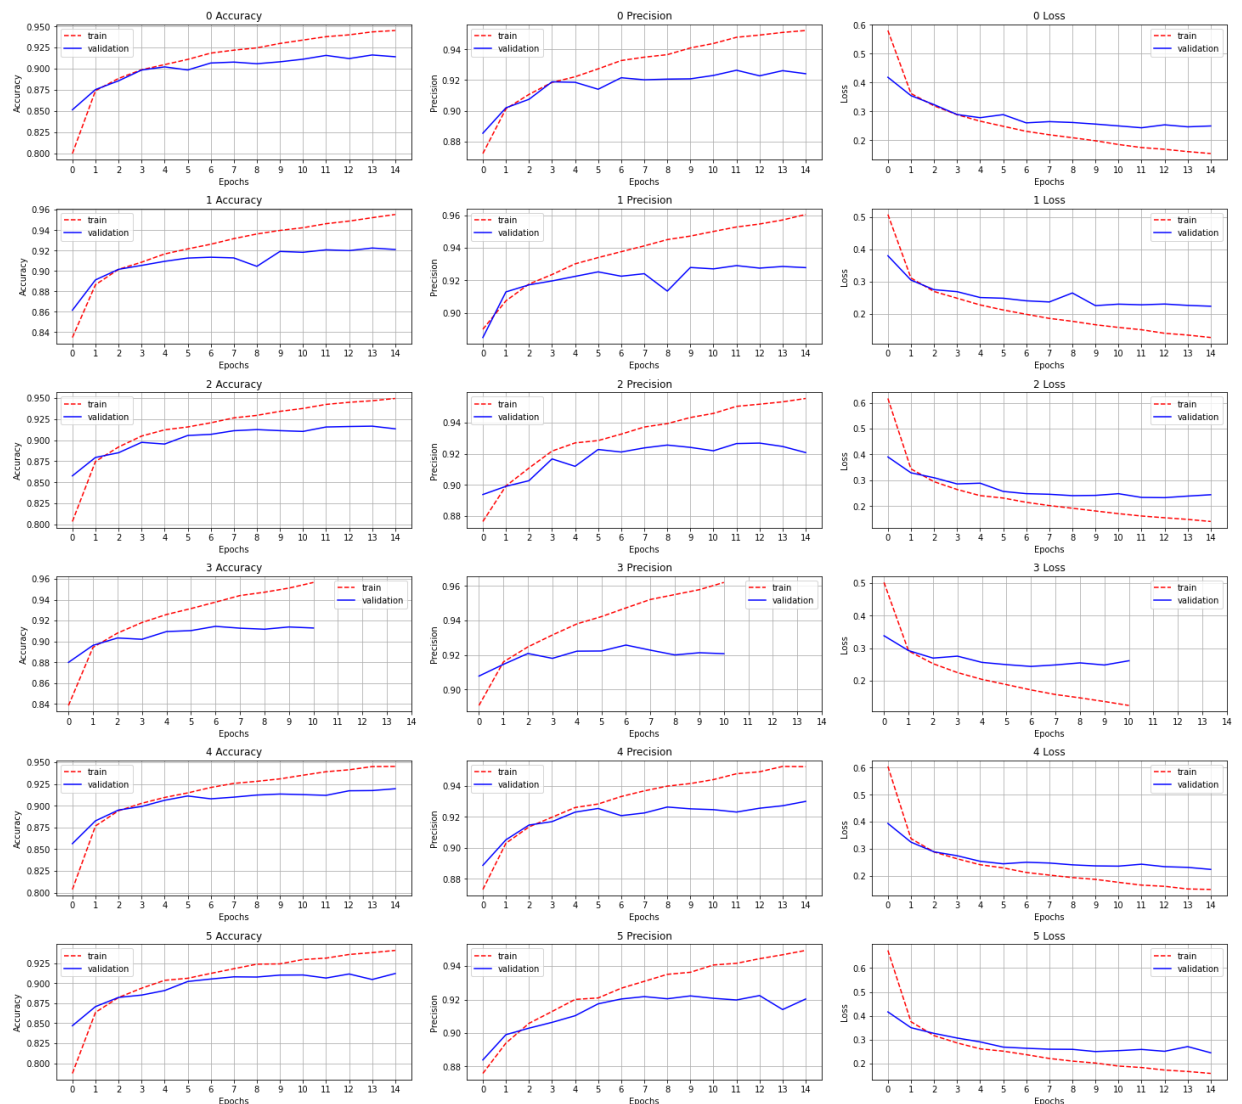 0 Accuracy
0 Precision
0 Loss
0.950
0.925
0.900
0.875
0.850
0.825
0.800
Accuracy
train
validation
0 1 2 3 4 5 6 7 8 9 10 11 12 13 14
Epochs
0.94
0.92
0.90
0.88
Precision
train
validation
0 1 2 3 4 5 6 7 8 9 10 11 12 13 14
Epochs
0.6
0.5
0.4
0.3
0.2
Loss
train
validation
0 1 2 3 4 5 6 7 8 9 10 11 12 13 14
Epochs
1 Accuracy
1 Precision
1 Loss
0.96
0.94
0.92
0.90
0.88
0.86
0.84
Accuracy
train
validation
0 1 2 3 4 5 6 7 8 9 10 11 12 13 14
Epochs
0.96
0.94
0.92
0.90
Precision
train
validation
0 1 2 3 4 5 6 7 8 9 10 11 12 13 14
Epochs
0.5
0.4
0.3
0.2
Loss
train
validation
0 1 2 3 4 5 6 7 8 9 10 11 12 13 14
Epochs
2 Accuracy
2 Precision
2 Loss
0.950
0.925
0.900
0.875
0.850
0.825
0.800
Accuracy
train
validation
0 1 2 3 4 5 6 7 8 9 10 11 12 13 14
Epochs
0.94
0.92
0.90
0.88
Precision
train
validation
0 1 2 3 4 5 6 7 8 9 10 11 12 13 14
Epochs
0.6
0.5
0.4
0.3
0.2
Loss
train
validation
0 1 2 3 4 5 6 7 8 9 10 11 12 13 14
Epochs
3 Accuracy
3 Precision
3 Loss
0.96
0.94
0.92
0.90
0.88
0.86
0.84
Accuracy
train
validation
0 1 2 3 4 5 6 7 8 9 10 11 12 13 14
Epochs
0.96
0.94
0.92
0.90
Precision
train
validation
0 1 2 3 4 5 6 7 8 9 10 11 12 13 14
Epochs
0.5
0.4
0.3
0.2
Loss
train
validation
0 1 2 3 4 5 6 7 8 9 10 11 12 13 14
Epochs
4 Accuracy
4 Precision
4 Loss
0.950
0.925
0.900
0.875
0.850
0.825
0.800
Accuracy
train
validation
0 1 2 3 4 5 6 7 8 9 10 11 12 13 14
Epochs
0.94
0.92
0.90
0.88
Precision
train
validation
0 1 2 3 4 5 6 7 8 9 10 11 12 13 14
Epochs
0.6
0.5
0.4
0.3
0.2
Loss
train
validation
0 1 2 3 4 5 6 7 8 9 10 11 12 13 14
Epochs
5 Accuracy
5 Precision
5 Loss
0.925
0.900
0.875
0.850
0.825
0.800
Accuracy
train
validation
0 1 2 3 4 5 6 7 8 9 10 11 12 13 14
Epochs
0.94
0.92
0.90
0.88
Precision
train
validation
0 1 2 3 4 5 6 7 8 9 10 11 12 13 14
Epochs
0.6
0.5
0.4
0.3
0.2
Loss
train
validation
0 1 2 3 4 5 6 7 8 9 10 11 12 13 14
Epochs